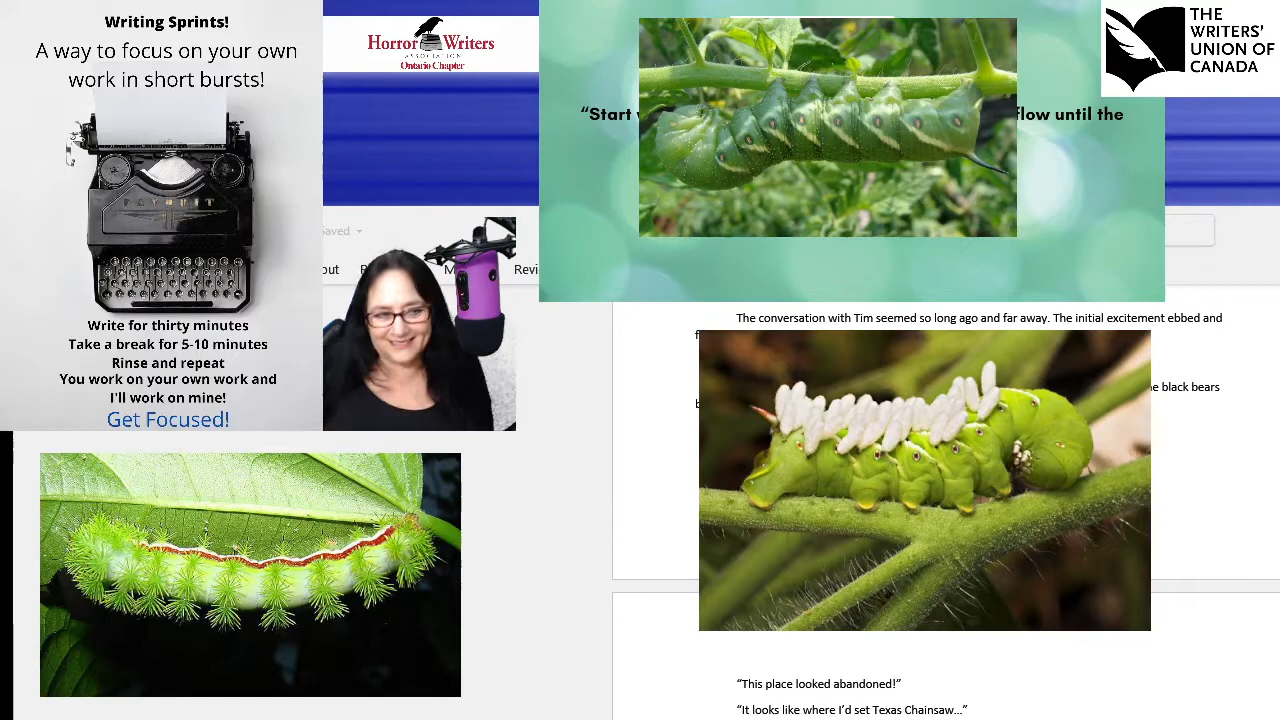 Writing Sprints!
A way to focus on your own
work in short bursts!
Write for thirty minutes
Take a break for 5-10 minutes
Rinse and repeat
You work on your own work and
I'll work on mine!
Get Focused!
Horror Writers
ASSOCIATION
Ontario Chapter
“Start
flow until the
THE
WRITERS’
UNION OF
CANADA
Saved
The conversation with Tim seemed so long ago and far away. The initial excitement ebbed and
black bears
“This place looked abandoned!”
“It looks like where I’d set Texas Chainsaw...”